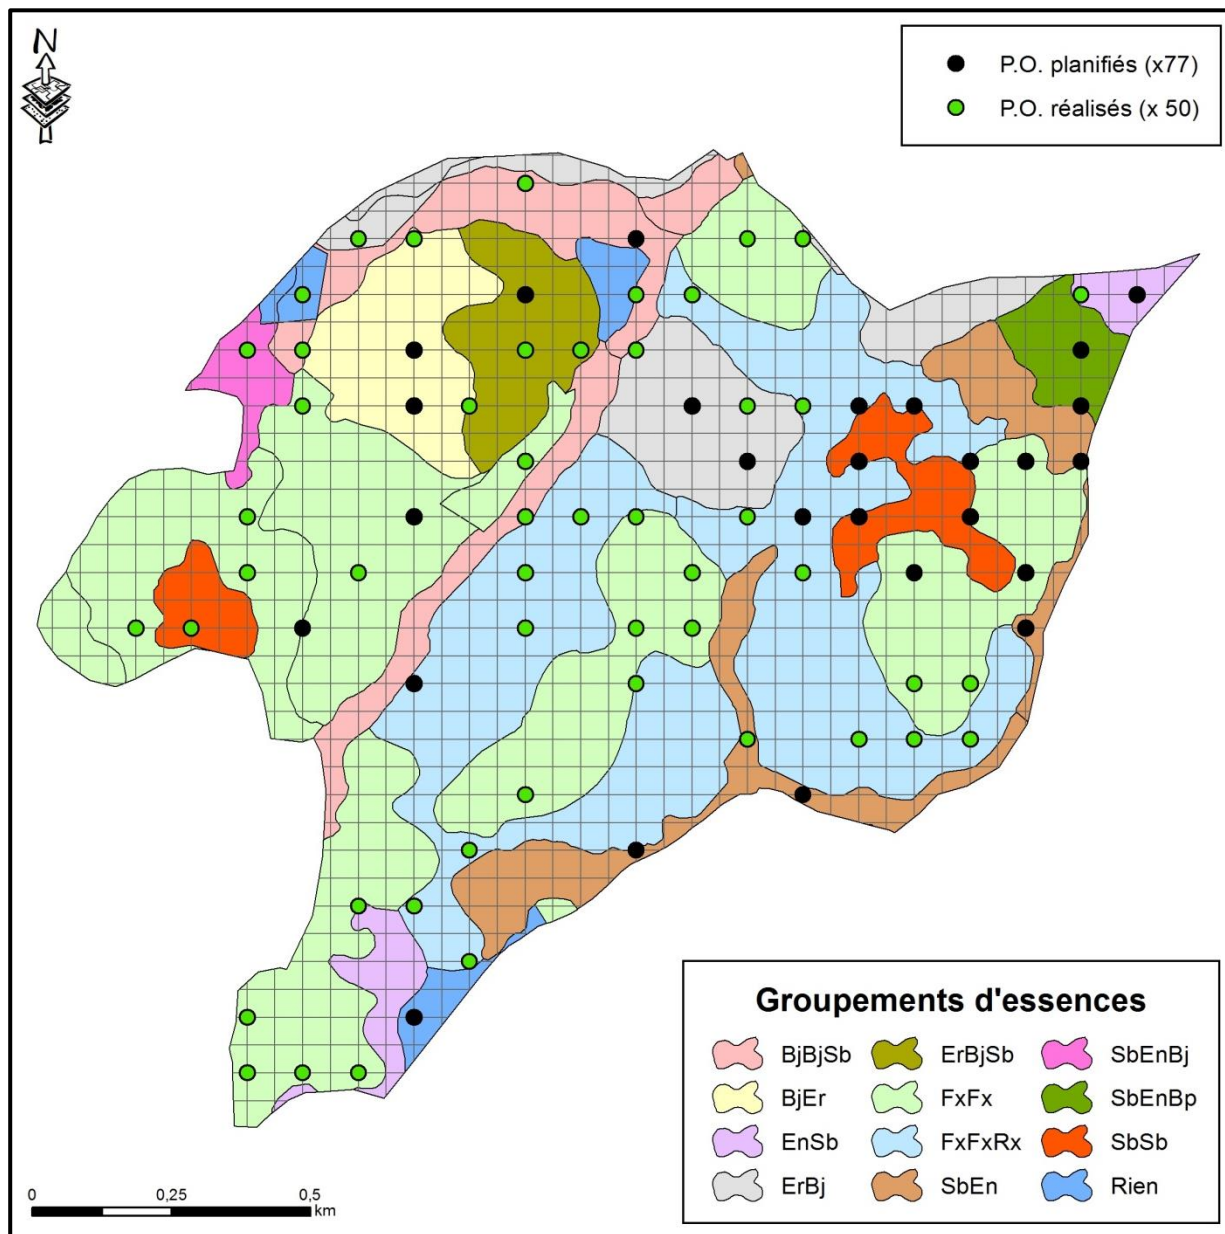 N
P.O. planifiés (x77)
P.O. réalisés (x 50)
Groupements d'essences
BjBjSb
ErBjSb
SbEnBj
BjEr
FxFx
SbEnBp
EnSb
FxFxRx
SbSb
ErBj
SbEn
Rien
0
0,25
0,5
km